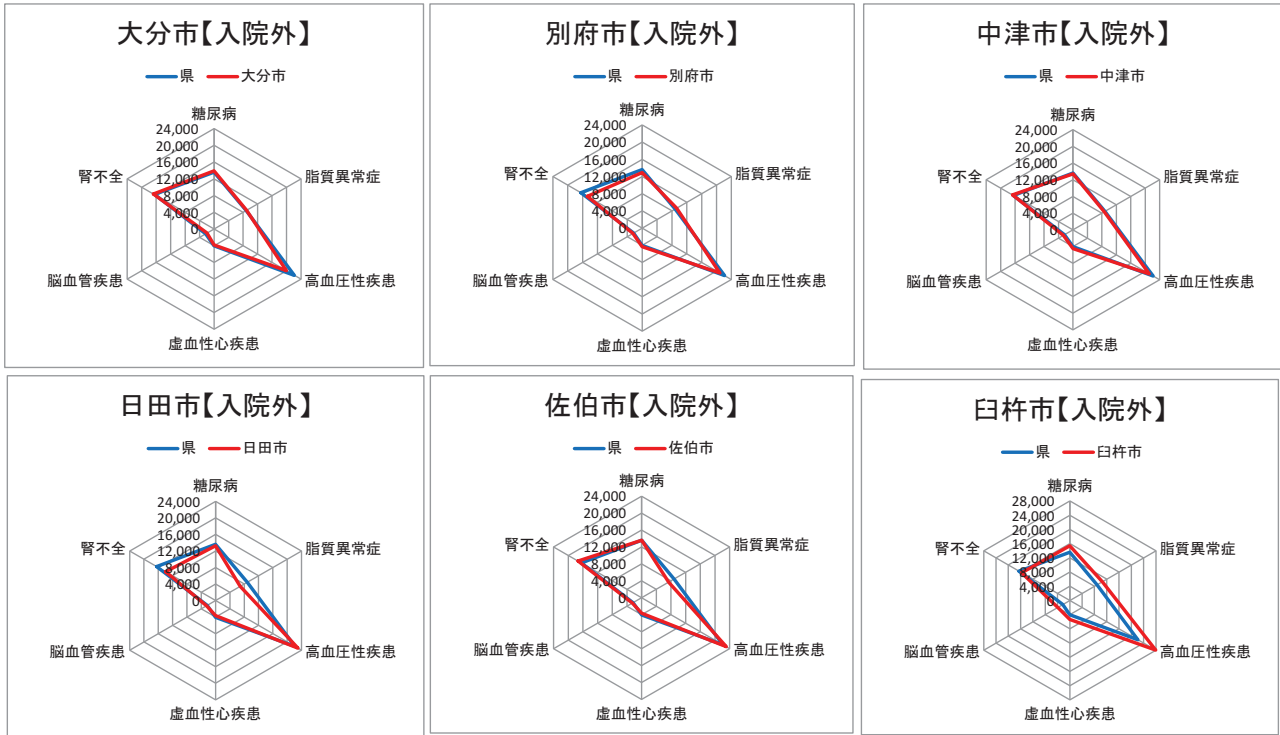 大分市【入院外】
県 大分市
糖尿病
24,000
20,000
16,000
12,000
8,000
4,000
0
脂質異常症
高血圧性疾患
虚血性心疾患
脳血管疾患
腎不全
別府市【入院外】
県 別府市
糖尿病
24,000
20,000
16,000
12,000
8,000
4,000
0
脂質異常症
高血圧性疾患
虚血性心疾患
脳血管疾患
腎不全
中津市【入院外】
県 中津市
糖尿病
24,000
20,000
16,000
12,000
8,000
4,000
0
脂質異常症
高血圧性疾患
虚血性心疾患
脳血管疾患
腎不全
日田市【入院外】
県 日田市
糖尿病
24,000
20,000
16,000
12,000
8,000
4,000
0
脂質異常症
高血圧性疾患
虚血性心疾患
脳血管疾患
腎不全
佐伯市【入院外】
県 佐伯市
糖尿病
24,000
20,000
16,000
12,000
8,000
4,000
0
脂質異常症
高血圧性疾患
虚血性心疾患
脳血管疾患
腎不全
臼杵市【入院外】
県 臼杵市
糖尿病
28,000
24,000
20,000
16,000
12,000
8,000
4,000
0
脂質異常症
高血圧性疾患
虚血性心疾患
脳血管疾患
腎不全